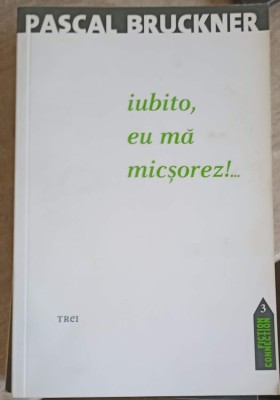 PASCAL BRUCKNER
iubito,
eu mă
micșorez!...
TREI
3
FICTION
CONNECTION